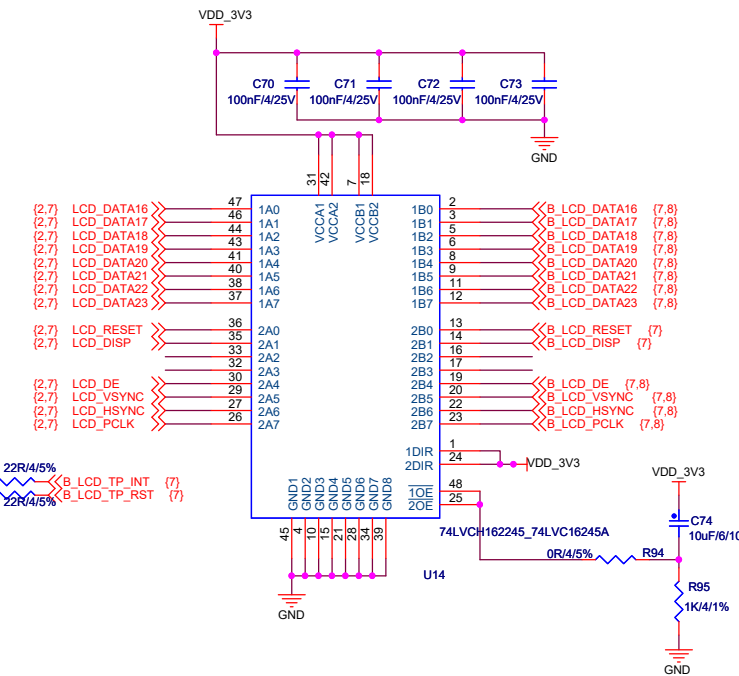 VDD_3V3
C70 C71 C72 C73
100nF/4/25V 100nF/4/25V 100nF/4/25V 100nF/4/25V
GND
31 42 7 18
VCCA1 VCCA2 VCCB1 VCCB2
{2,7} LCD_DATA16 47 1A0 1B0 2 B_LCD_DATA16 {7,8}
{2,7} LCD_DATA17 46 1A1 1B1 3 B_LCD_DATA17 {7,8}
{2,7} LCD_DATA18 44 1A2 1B2 5 B_LCD_DATA18 {7,8}
{2,7} LCD_DATA19 43 1A3 1B3 6 B_LCD_DATA19 {7,8}
{2,7} LCD_DATA20 41 1A4 1B4 8 B_LCD_DATA20 {7,8}
{2,7} LCD_DATA21 40 1A5 1B5 9 B_LCD_DATA21 {7,8}
{2,7} LCD_DATA22 38 1A6 1B6 11 B_LCD_DATA22 {7,8}
{2,7} LCD_DATA23 37 1A7 1B7 12 B_LCD_DATA23 {7,8}
{2,7} LCD_RESET 36 2A0 2B0 13 B_LCD_RESET {7}
{2,7} LCD_DISP 35 2A1 2B1 14 B_LCD_DISP {7}
33 2A2 2B2 16
32 2A3 2B3 17
{2,7} LCD_DE 30 2A4 2B4 19 B_LCD_DE {7,8}
{2,7} LCD_VSYNC 29 2A5 2B5 20 B_LCD_VSYNC {7,8}
{2,7} LCD_HSYNC 27 2A6 2B6 22 B_LCD_HSYNC {7,8}
{2,7} LCD_PCLK 26 2A7 2B7 23 B_LCD_PCLK {7,8}
1DIR 1
2DIR 24 VDD_3V3
22R/4/5% B_LCD_TP_INT {7}
22R/4/5% B_LCD_TP_RST {7}
1OE 48
2OE 25
GND1 GND2 GND3 GND4 GND5 GND6 GND7 GND8
45 4 10 15 21 28 34 39
74LVCH162245_74LVC16245A
U14
GND
VDD_3V3
C74
10uF/6/10
0R/4/5% R94
R95
1K/4/1%
GND